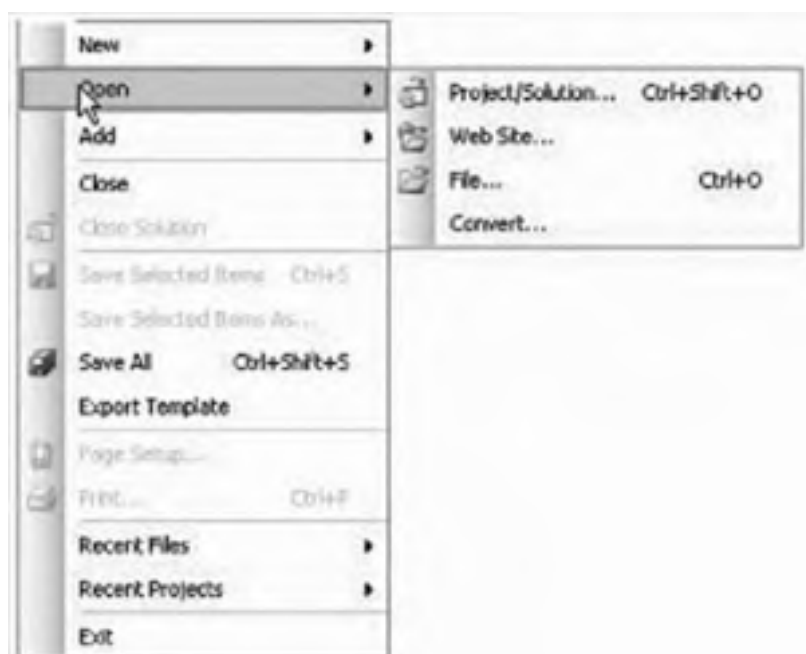 New
Open
Add
Close
Close Solution
Save Selected Items Ctrl+S
Save Selected Items As...
Save All Ctrl+Shift+S
Export Template
Page Setup...
Print... Ctrl+P
Recent Files
Recent Projects
Exit
Project/Solution... Ctrl+Shift+O
Web Site...
File... Ctrl+O
Convert...